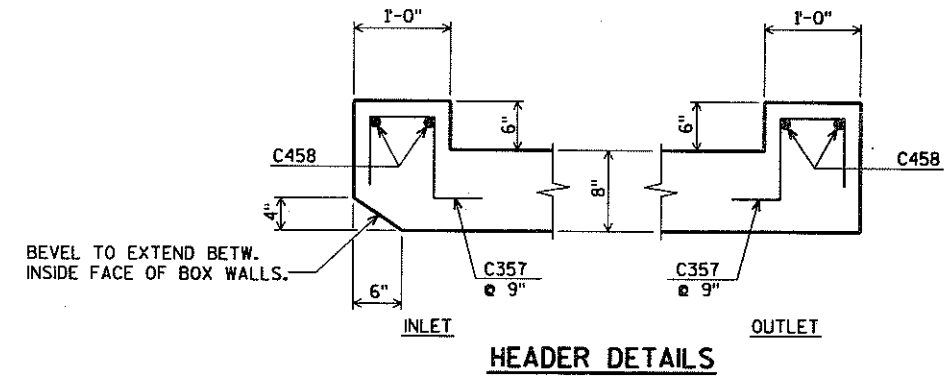 1'-0"
1'-0"
6"
6"
C458
C458
8"
4"
BEVEL TO EXTEND BETW.
INSIDE FACE OF BOX WALLS.
C357
@ 9"
C357
@ 9"
6"
INLET
OUTLET
HEADER DETAILS